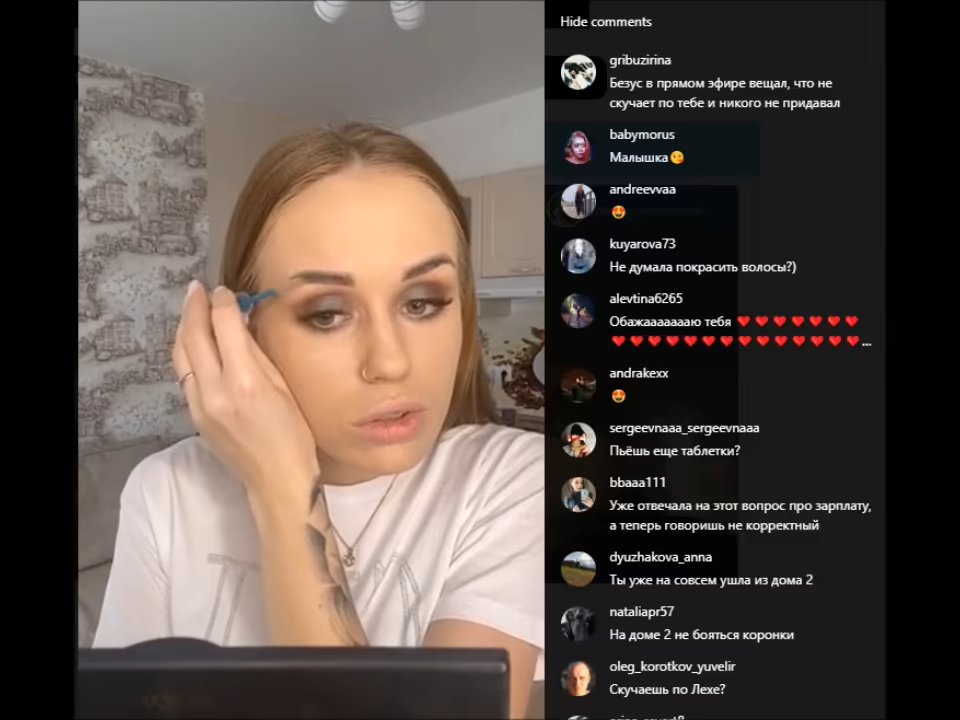 Hide comments
gribuzirina
Безус в прямом эфире вещал, что не
скучает по тебе и никого не придавал
babymorus
Малышка😘
andreevvaa
😍
kuyarova73
Не думала покрасить волосы?)
alevtina6265
Обажаааааааю тебя ❤️❤️❤️❤️❤️❤️❤️
❤️❤️❤️❤️❤️❤️❤️❤️❤️❤️❤️❤️❤️❤️...
andrakexx
😍
sergeevnaaa_sergeevnaaa
Пьёшь еще таблетки?
bbaaa111
Уже отвечала на этот вопрос про зарплату,
а теперь говоришь не корректный
dyuzhakova_anna
Ты уже на совсем ушла из дома 2
nataliapr57
На доме 2 не бояться коронки
oleg_korotkov_yuvelir
Скучаешь по Лехе?